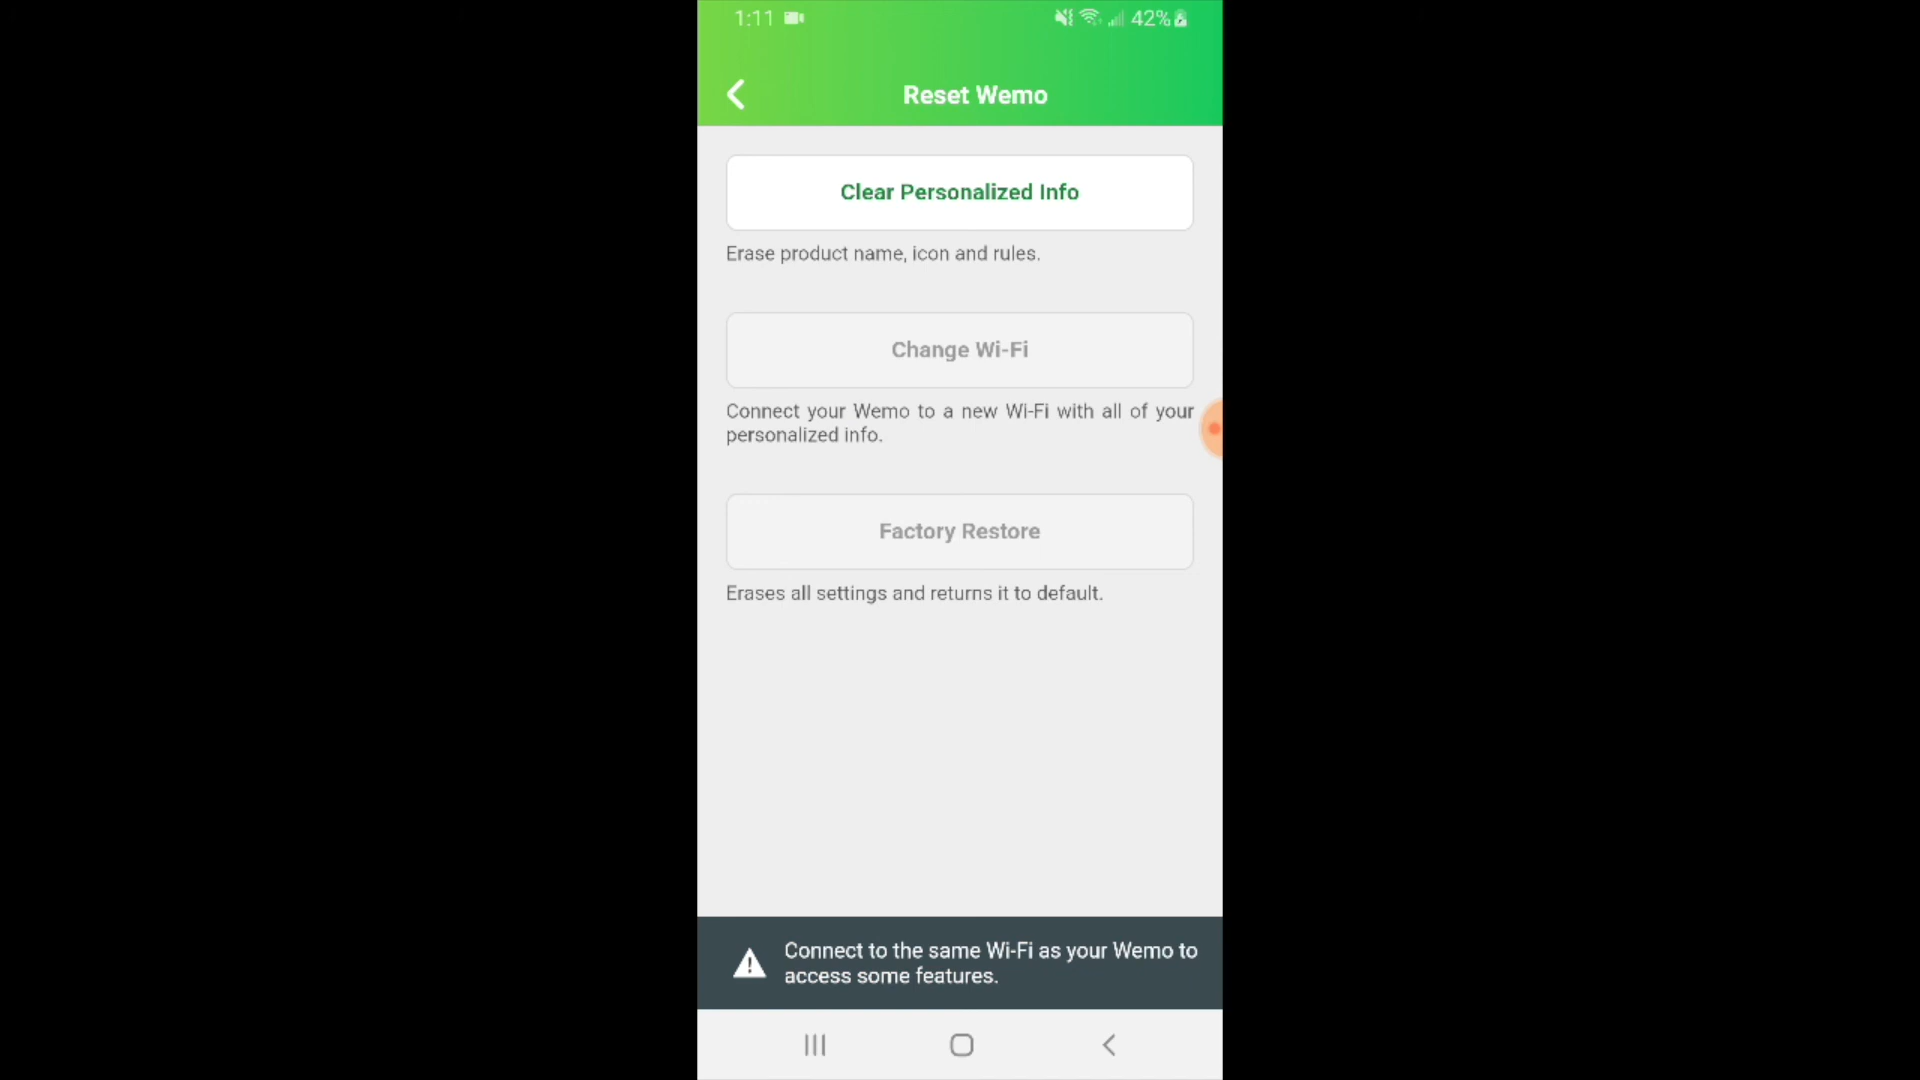 1:11 42%
Reset Wemo
Clear Personalized Info
Erase product name, icon and rules.
Change Wi-Fi
Connect your Wemo to a new Wi-Fi with all of your
personalized info.
Factory Restore
Erases all settings and returns it to default.
Connect to the same Wi-Fi as your Wemo to
access some features.